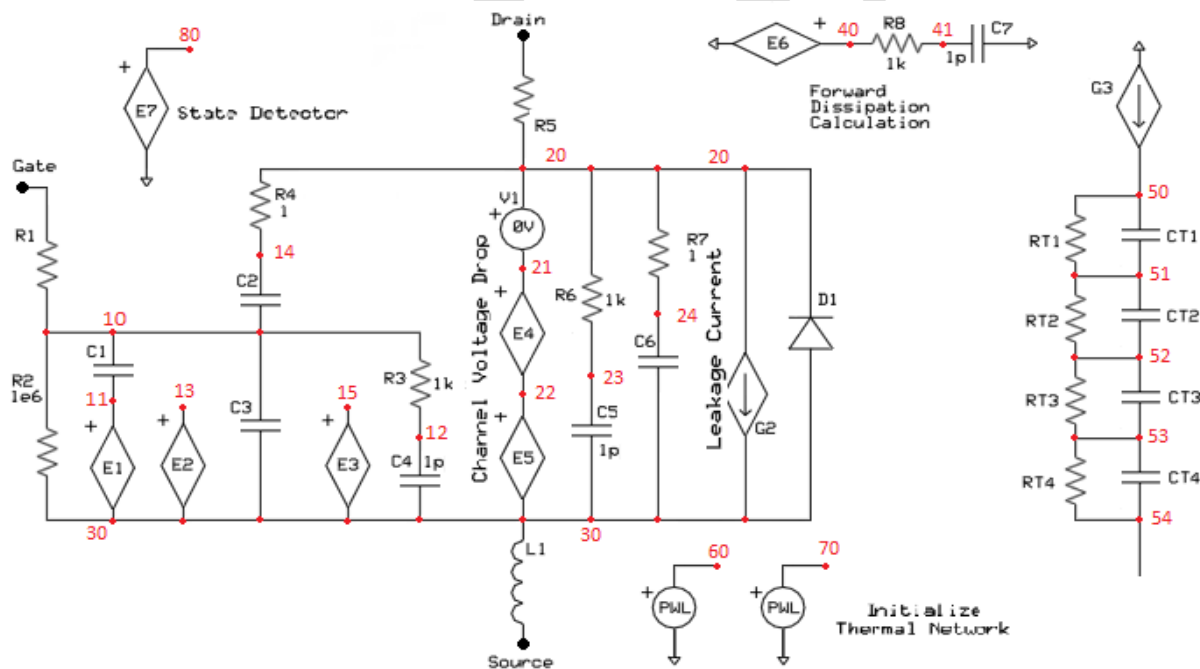 Drain
80
+
E7
State Detector
+
E6
40
R8
1k
41
1p
C7
Forward
Dissipation
Calculation
G3
R5
Gate
20
20
R4
1
V1
+
0V
50
R1
14
21
R7
1
RT1
CT1
C2
Channel Voltage Drop
+
R6
1k
24
Leakage Current
D1
51
10
E4
RT2
CT2
C1
C6
R2
1e6
11
13
15
R3
1k
22
23
52
C3
12
+
+
+
+
C5
1p
G2
RT3
CT3
E1
E2
E3
C4
1p
E5
53
RT4
CT4
30
30
54
L1
60
70
+
PWL
+
PWL
Initialize
Thermal Network
Source